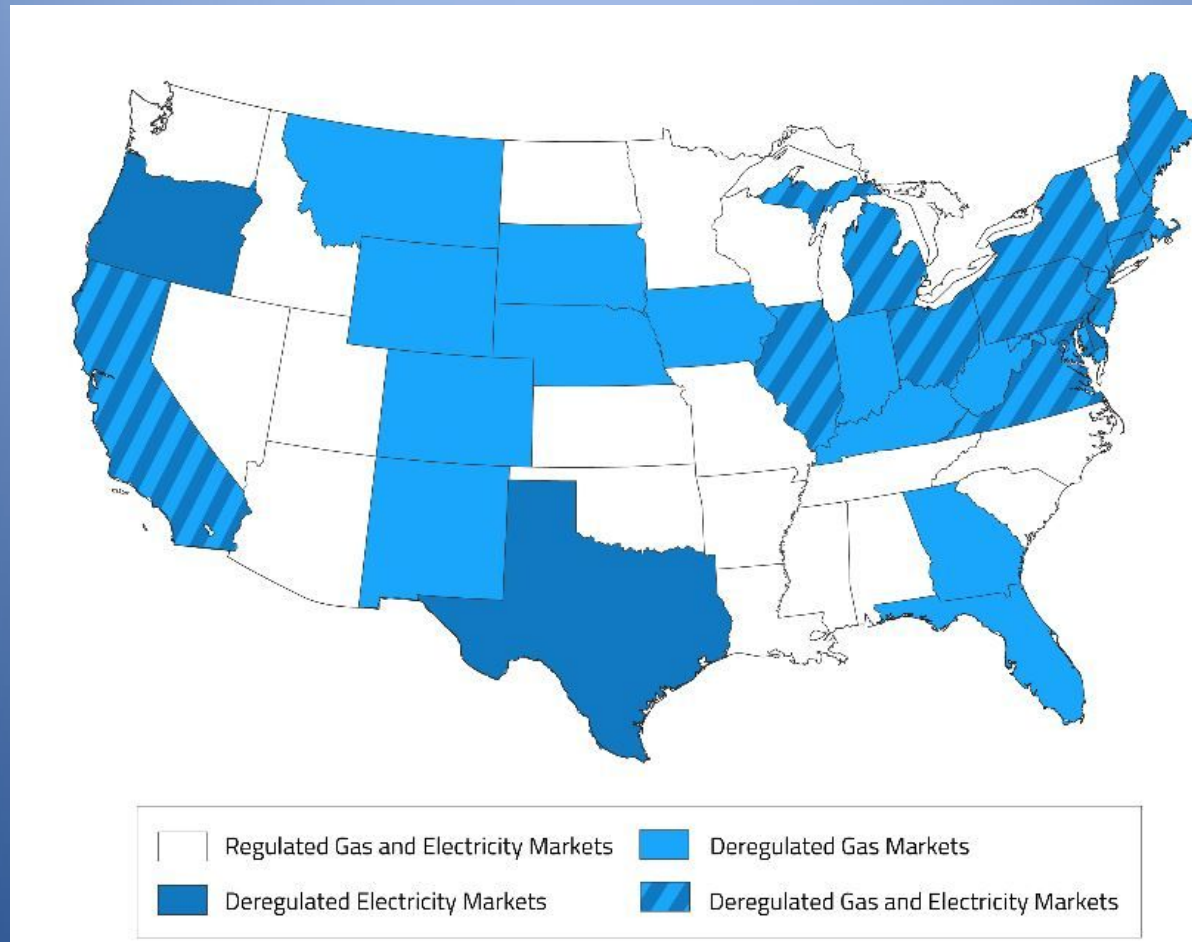 Regulated Gas and Electricity Markets
Deregulated Gas Markets
Deregulated Electricity Markets
Deregulated Gas and Electricity Markets